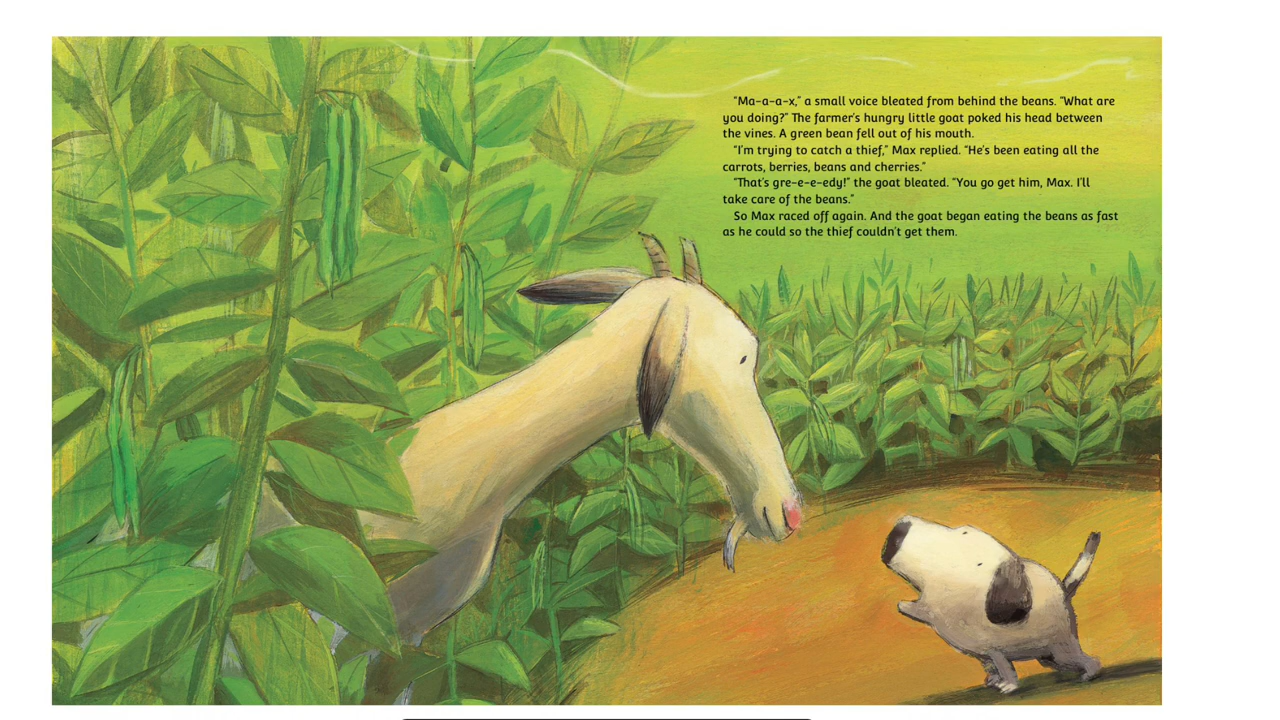 "Ma-a-a-x," a small voice bleated from behind the beans. "What are
you doing?" The farmer's hungry little goat poked his head between
the vines. A green bean fell out of his mouth.
"I'm trying to catch a thief," Max replied. "He's been eating all the
carrots, berries, beans and cherries."
"That's gre-e-e-edy!" the goat bleated. "You go get him, Max. I'll
take care of the beans."
So Max raced off again. And the goat began eating the beans as fast
as he could so the thief couldn't get them.